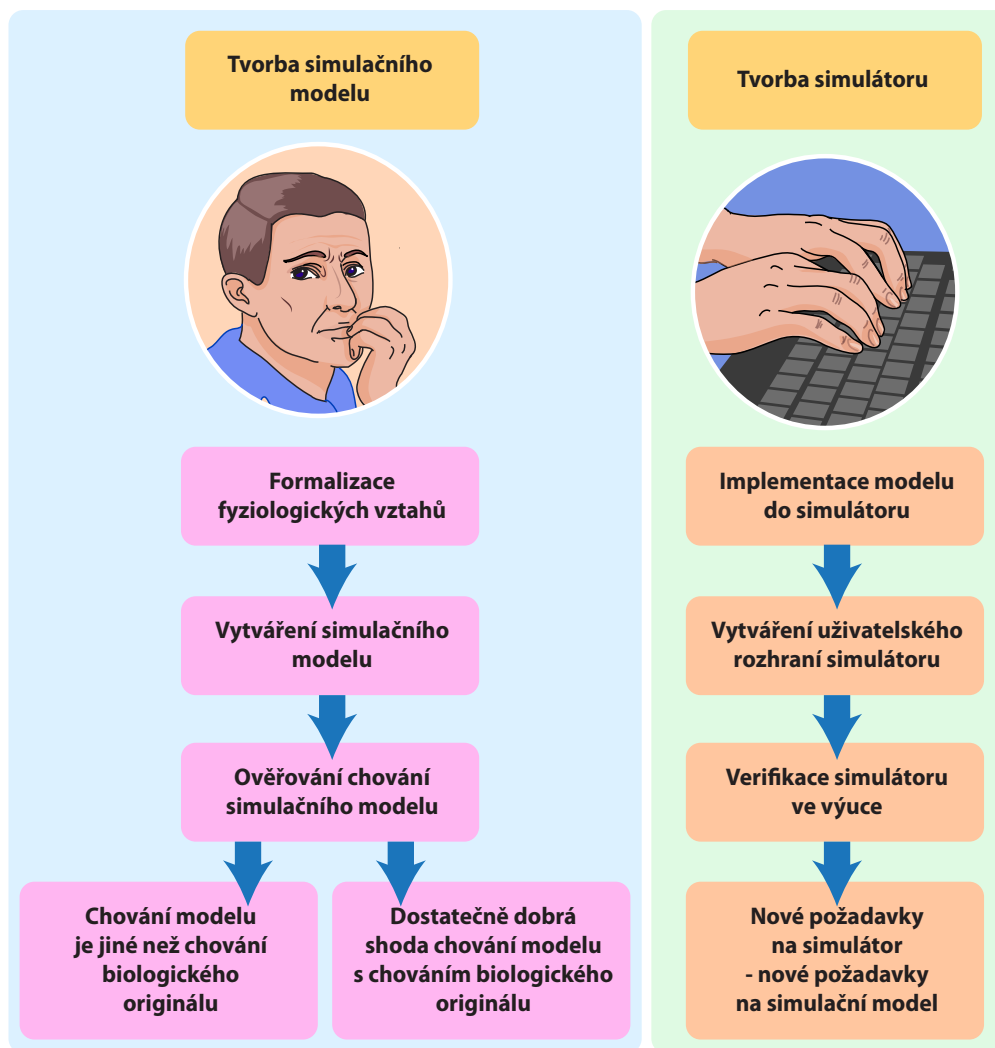 Tvorba simulačního
modelu
Formalizace
fyziologických vztahů
Vytváření simulačního
modelu
Ověřování chování
simulačního modelu
Chování modelu
je jiné než chování
biologického
originálu
Dostatečně dobrá
shoda chování modelu
s chováním biologického
originálu
Tvorba simulátoru
Implementace modelu
do simulátoru
Vytváření uživatelského
rozhraní simulátoru
Verifikace simulátoru
ve výuce
Nové požadavky
na simulátor
- nové požadavky
na simulační model